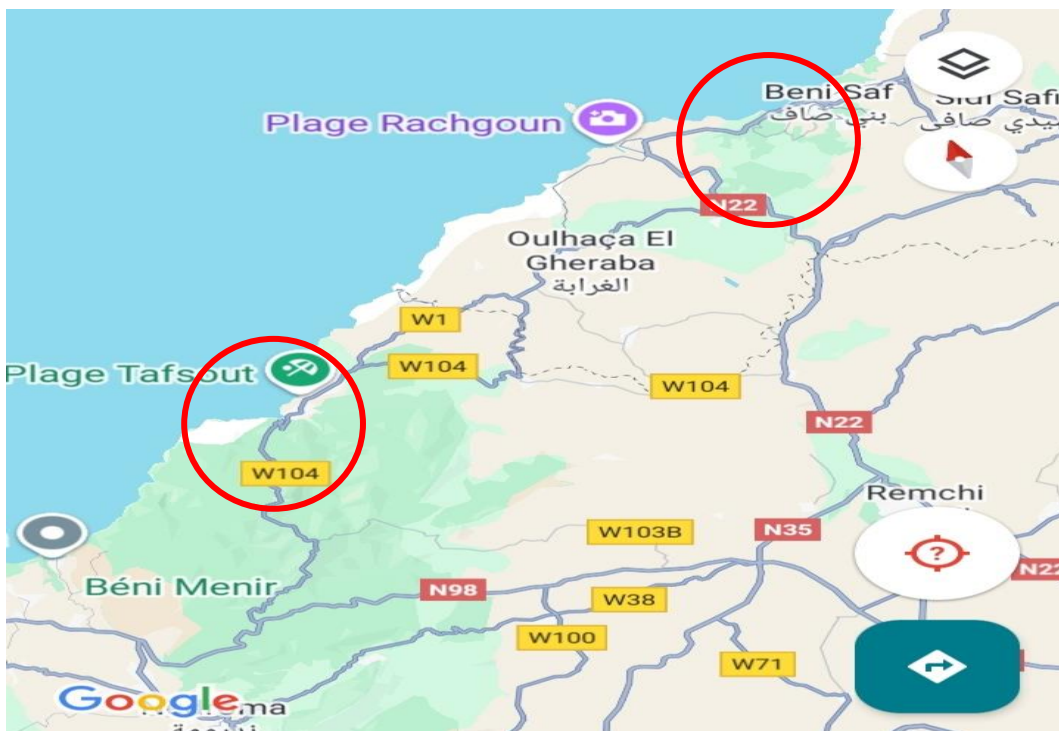 Beni Saf
بني صاف
Plage Rachgoun
N22
Oulhaça El
Gheraba
الغرابة
W1
Plage Tafsout
W104
W104
N22
W104
Remchi
W103B
N35
?
N22
Béni Menir
N98
W38
W100
W71
Google